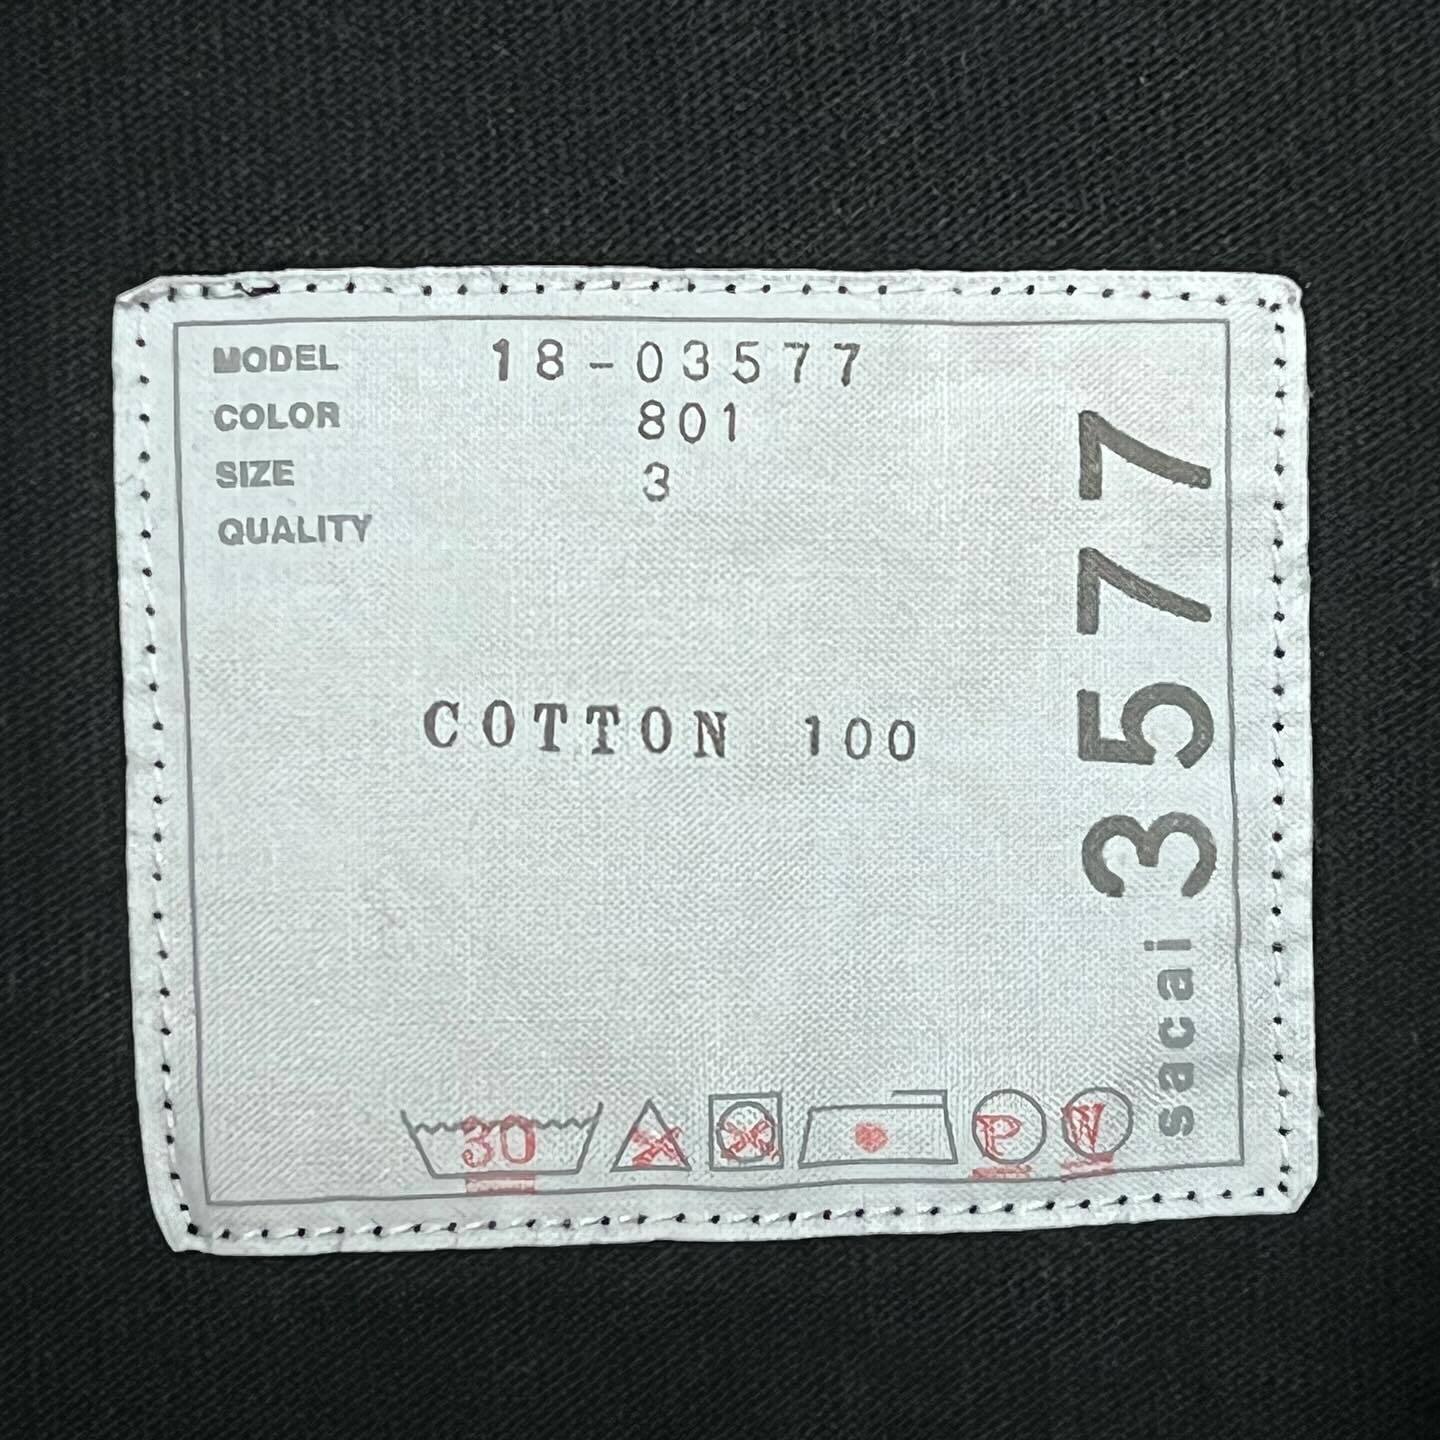 MODEL 18-03577
COLOR 801
SIZE 3
QUALITY
COTTON 100
sacai 3577
30
P
W